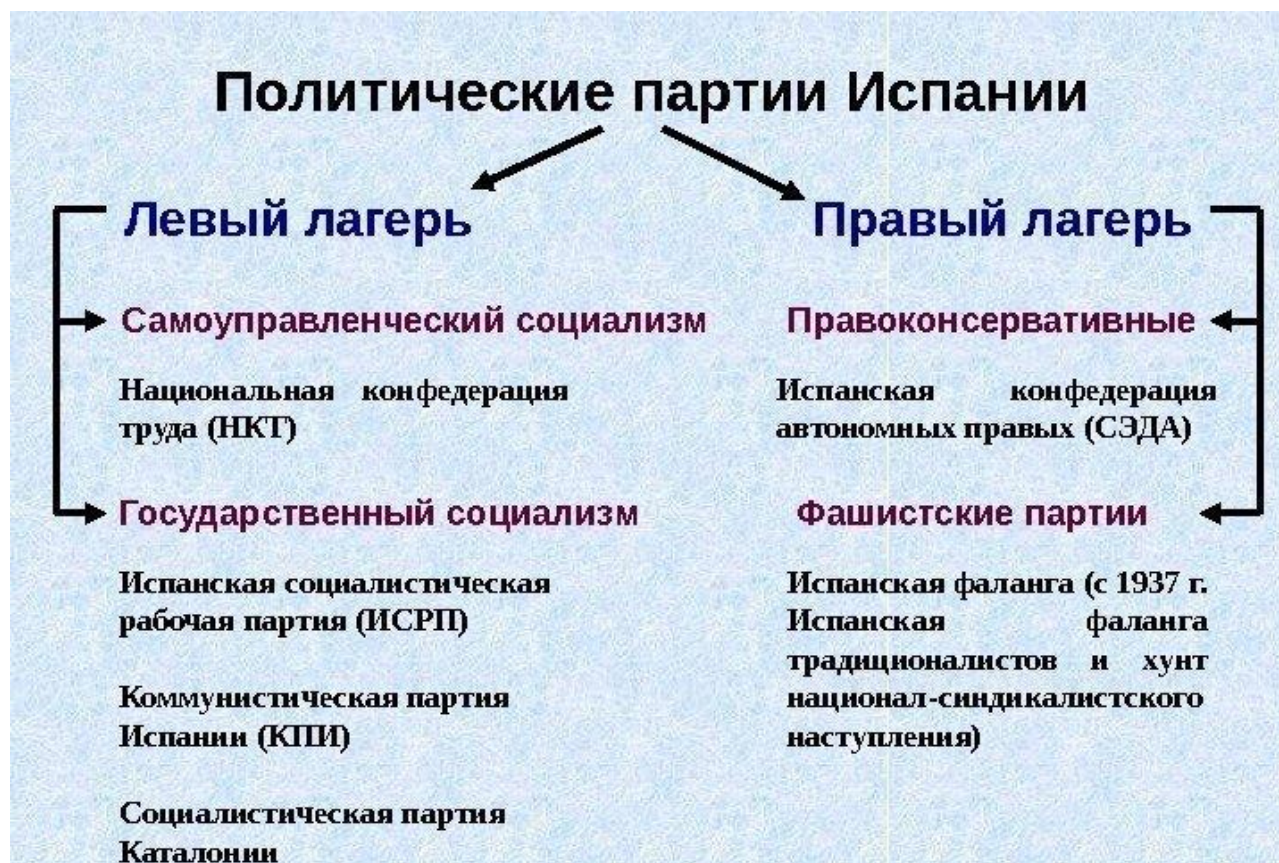 Политические партии Испании
Левый лагерь
Самоуправленческий социализм
Национальная конфедерация
труда (НКТ)
Государственный социализм
Испанская социалистическая
рабочая партия (ИСРП)
Коммунистическая партия
Испании (КПИ)
Социалистическая партия
Каталонии
Правый лагерь
Правоконсервативные
Испанская конфедерация
автономных правых (СЭДА)
Фашистские партии
Испанская фаланга (с 1937 г.
Испанская фаланга
традиционалистов и хунт
национал-синдикалистского
наступления)